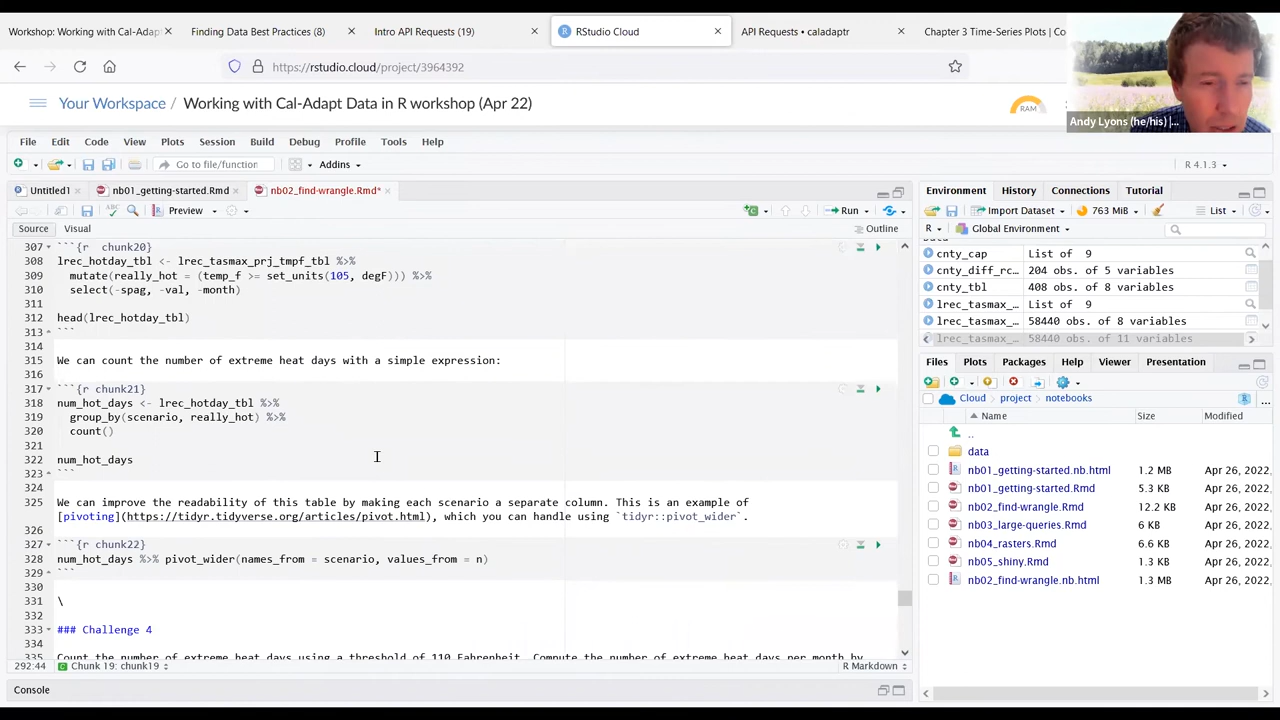 Workshop: Working with Cal-Adapt
Finding Data Best Practices (8)
Intro API Requests (19)
RStudio Cloud
API Requests • caladaptr
Chapter 3 Time-Series Plots | Co
https://rstudio.cloud/project/3964392
Your Workspace / Working with Cal-Adapt Data in R workshop (Apr 22)
RAM
Andy Lyons (he/his) |...
File Edit Code View Plots Session Build Debug Profile Tools Help
Go to file/function
Addins
R 4.1.3
Untitled1
nb01_getting-started.Rmd
nb02_find-wrangle.Rmd*
Preview
Run
Source Visual
Outline
307 ```{r chunk20}
308 lrec_hotday_tbl <- lrec_tasmax_prj_tmpf_tbl %>%
309 mutate(really_hot = (temp_f >= set_units(105, degF))) %>%
310 select(-spag, -val, -month)
311
312 head(lrec_hotday_tbl)
313 ```
314
315 We can count the number of extreme heat days with a simple expression:
316
317 ```{r chunk21}
318 num_hot_days <- lrec_hotday_tbl %>%
319 group_by(scenario, really_hot) %>%
320 count()
321
322 num_hot_days
323 ```
324
325 We can improve the readability of this table by making each scenario a separate column. This is an example of
[pivoting](https://tidyr.tidyverse.org/articles/pivot.html), which you can handle using `tidyr::pivot_wider`.
326
327 ```{r chunk22}
328 num_hot_days %>% pivot_wider(names_from = scenario, values_from = n)
329 ```
330
331 \
332
333 ### Challenge 4
334
335 Count the number of extreme heat days using a threshold of 110 Fahrenheit. Compute the number of extreme heat days per month by
292:44 Chunk 19: chunk19
R Markdown
Console
Environment History Connections Tutorial
Import Dataset
763 MiB
List
R
Global Environment
Data
cnty_cap List of 9
cnty_diff_rc… 204 obs. of 5 variables
cnty_tbl 408 obs. of 8 variables
lrec_tasmax_… List of 9
lrec_tasmax_… 58440 obs. of 8 variables
lrec_tasmax_… 58440 obs. of 11 variables
Files Plots Packages Help Viewer Presentation
Cloud project notebooks
R
...
Name Size Modified
..
data
nb01_getting-started.nb.html 1.2 MB Apr 26, 2022,
nb01_getting-started.Rmd 5.3 KB Apr 26, 2022,
nb02_find-wrangle.Rmd 12.2 KB Apr 26, 2022,
nb03_large-queries.Rmd 6 KB Apr 26, 2022,
nb04_rasters.Rmd 6.6 KB Apr 26, 2022,
nb05_shiny.Rmd 1.3 KB Apr 26, 2022,
nb02_find-wrangle.nb.html 1.3 MB Apr 26, 2022,